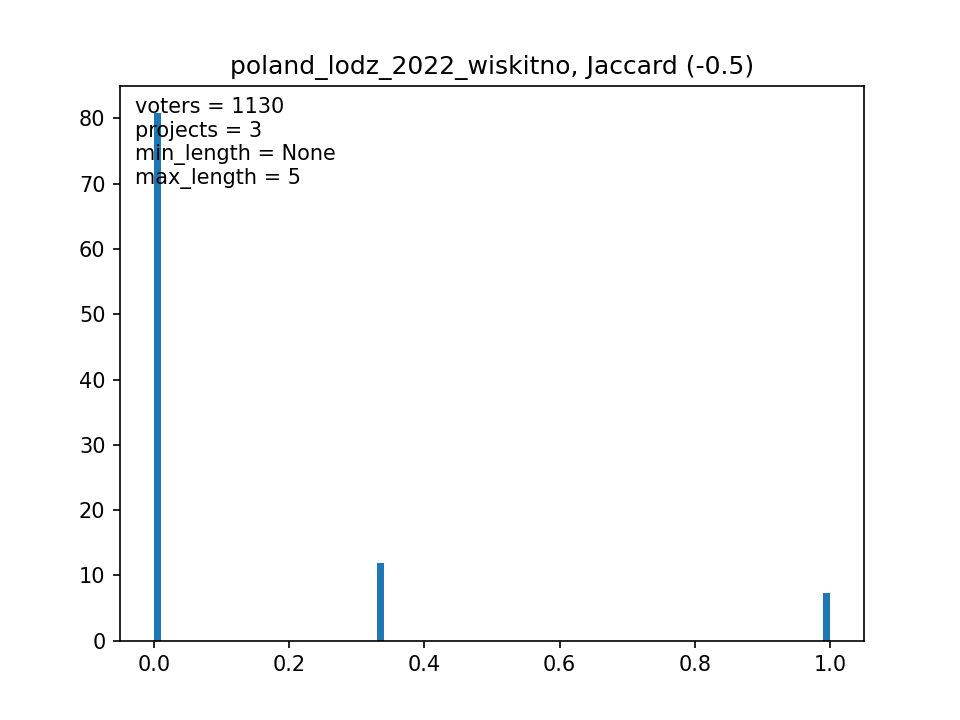 poland_lodz_2022_wiskitno, Jaccard (-0.5)
voters = 1130
projects = 3
min_length = None
max_length = 5
80
70
60
50
40
30
20
10
0
0.0 0.2 0.4 0.6 0.8 1.0